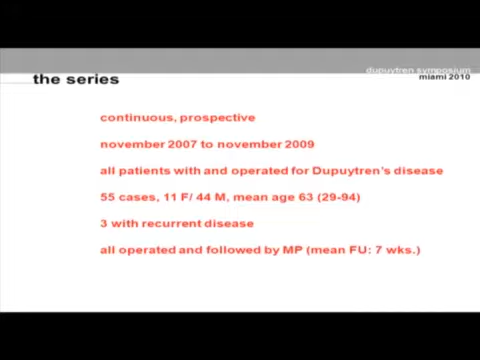 dupuytren symposium
miami 2010
the series
continuous, prospective
november 2007 to november 2009
all patients with and operated for Dupuytren's disease
55 cases, 11 F/ 44 M, mean age 63 (29-94)
3 with recurrent disease
all operated and followed by MP (mean FU: 7 wks.)